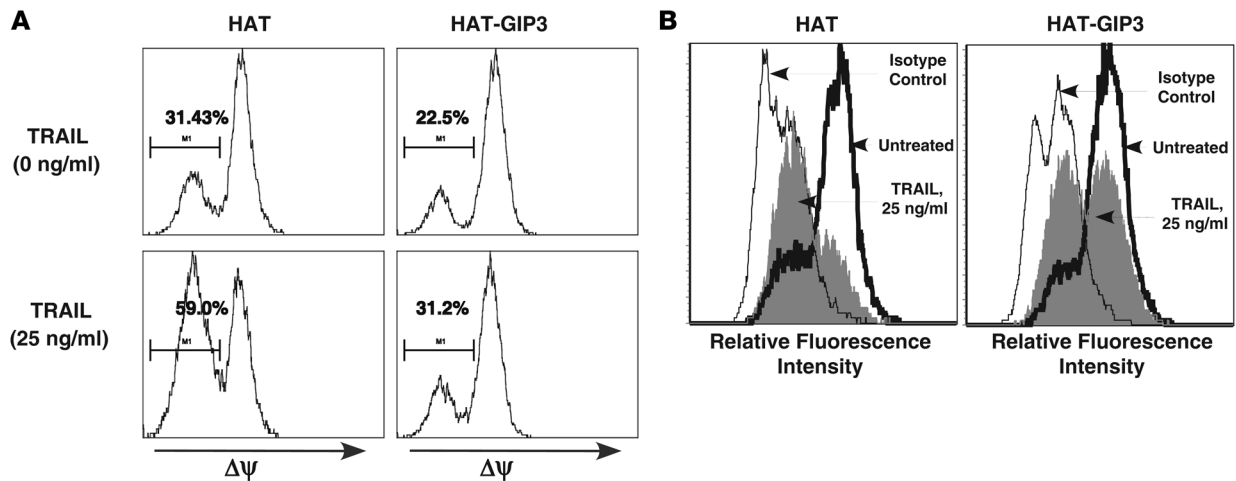 A
HAT
HAT-GIP3
TRAIL
(0 ng/ml)
31.43%
M1
22.5%
M1
TRAIL
(25 ng/ml)
59.0%
M1
31.2%
M1
Δψ
Δψ
B
HAT
HAT-GIP3
Isotype
Control
Untreated
TRAIL,
25 ng/ml
Isotype
Control
Untreated
TRAIL,
25 ng/ml
Relative Fluorescence
Intensity
Relative Fluorescence
Intensity